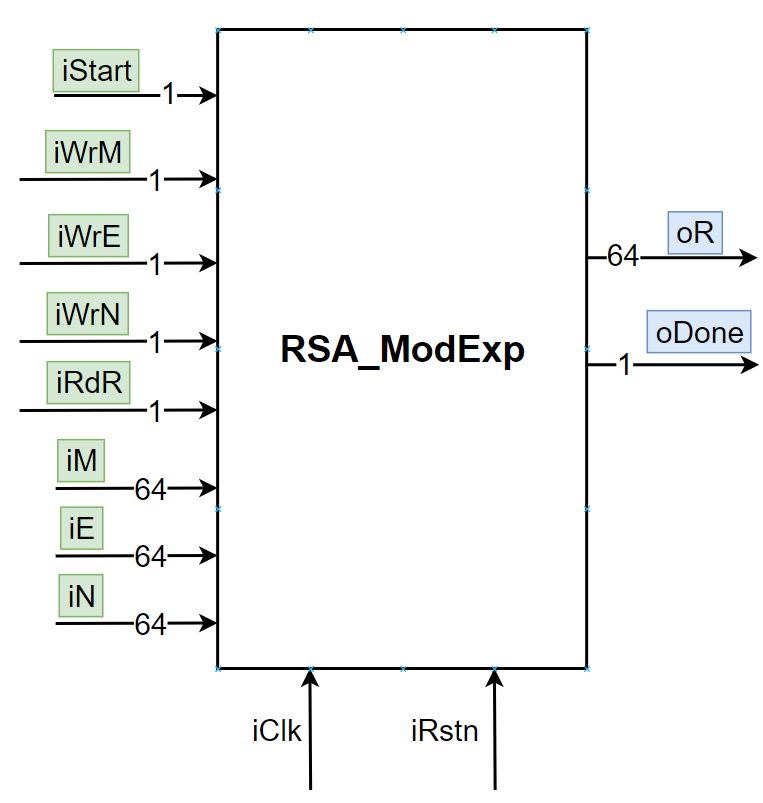 iStart
1
iWrM
1
iWrE
1
iWrN
1
iRdR
1
iM
64
iE
64
iN
64
RSA_ModExp
oR
64
oDone
1
iClk
iRstn